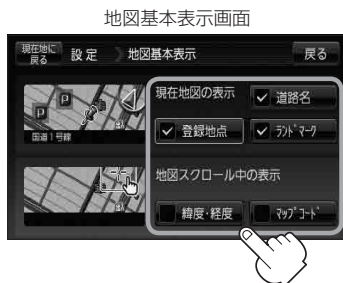 地図基本表示画面
現在地に
戻る
設定
地図基本表示
戻る
現在地図の表示
道路名
登録地点
ﾗﾝﾄﾞﾏｰｸ
P
P
国道1号線
地図スクロール中の表示
緯度･経度
ﾏｯﾌﾟｺｰﾄﾞ